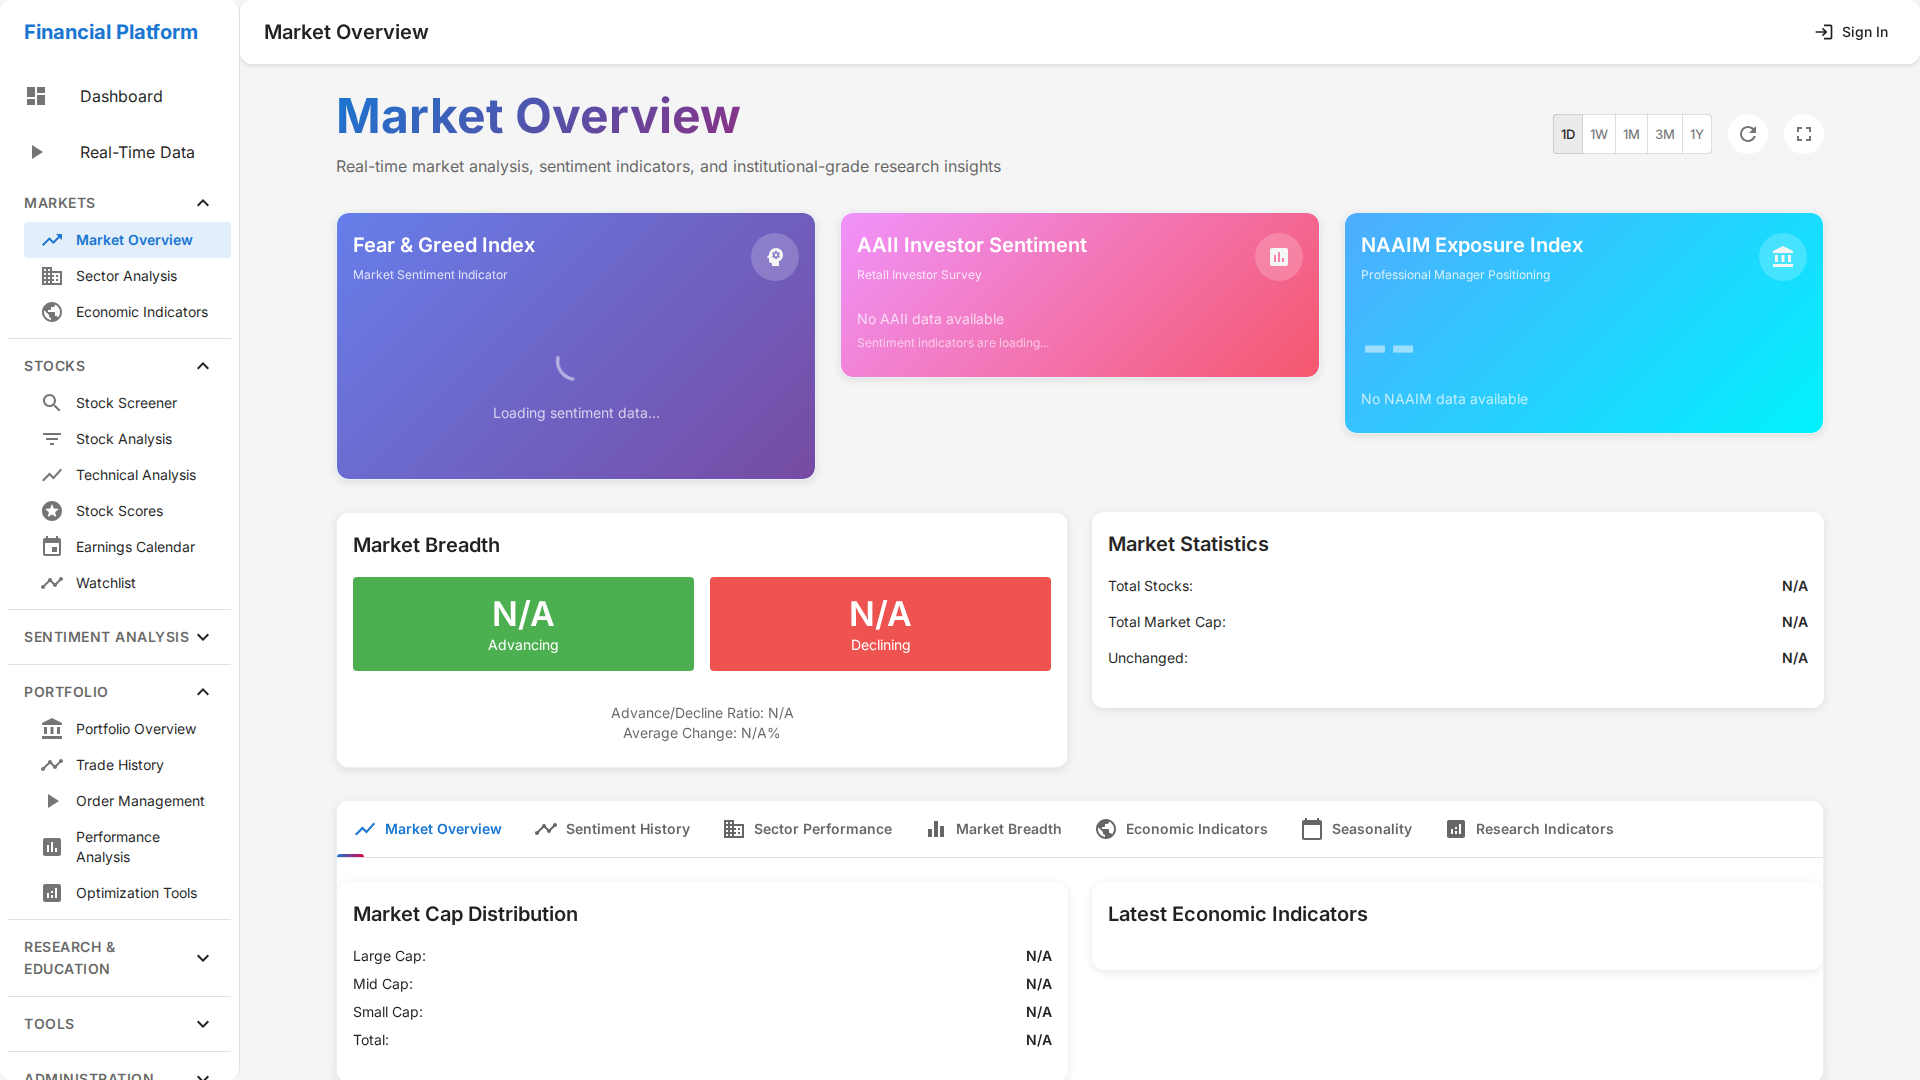 Financial Platform
Dashboard
Real-Time Data
MARKETS
Market Overview
Sector Analysis
Economic Indicators
STOCKS
Stock Screener
Stock Analysis
Technical Analysis
Stock Scores
Earnings Calendar
Watchlist
SENTIMENT ANALYSIS
PORTFOLIO
Portfolio Overview
Trade History
Order Management
Performance
Analysis
Optimization Tools
RESEARCH &
EDUCATION
TOOLS
ADMINISTRATION
Market Overview
Sign In
Market Overview
Real-time market analysis, sentiment indicators, and institutional-grade research insights
1D 1W 1M 3M 1Y
Fear & Greed Index
Market Sentiment Indicator
Loading sentiment data...
AAII Investor Sentiment
Retail Investor Survey
No AAII data available
Sentiment indicators are loading...
NAAIM Exposure Index
Professional Manager Positioning
--
No NAAIM data available
Market Breadth
N/A
Advancing
N/A
Declining
Advance/Decline Ratio: N/A
Average Change: N/A%
Market Statistics
Total Stocks: N/A
Total Market Cap: N/A
Unchanged: N/A
Market Overview Sentiment History Sector Performance Market Breadth Economic Indicators Seasonality Research Indicators
Market Cap Distribution
Large Cap: N/A
Mid Cap: N/A
Small Cap: N/A
Total: N/A
Latest Economic Indicators